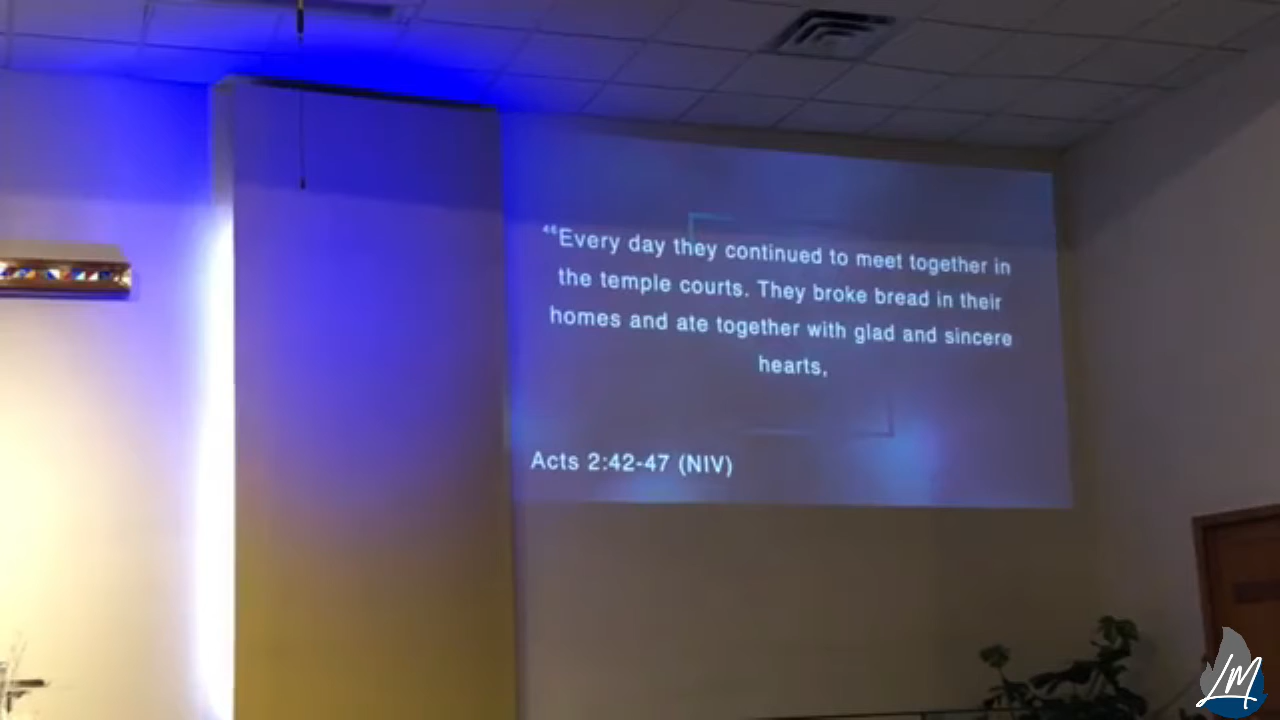 ⁴⁶Every day they continued to meet together in
the temple courts. They broke bread in their
homes and ate together with glad and sincere
hearts,
Acts 2:42-47 (NIV)
LM